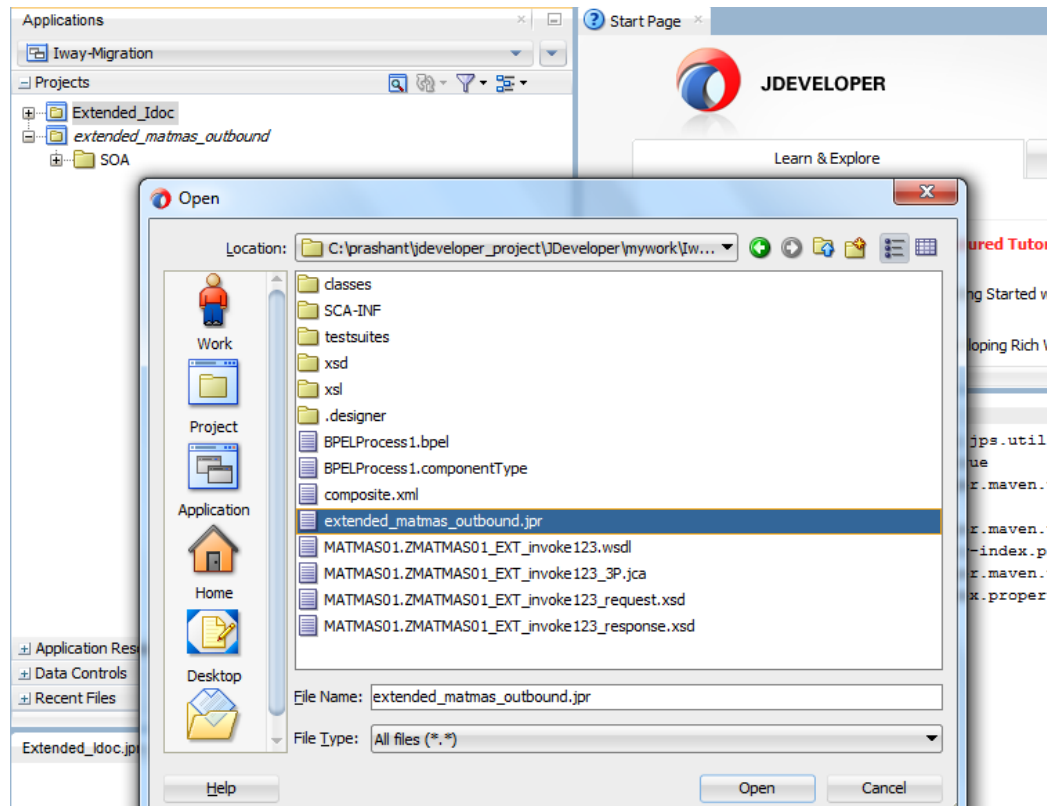 Applications
Start Page
Iway-Migration
Projects
Extended_Idoc
extended_matmas_outbound
SOA
JDEVELOPER
Learn & Explore
Open
Location: C:\prashant\jdeveloper_project\JDeveloper\mywork\Iw...
Work
Project
Application
Home
Desktop
classes
SCA-INF
testsuites
xsd
xsl
.designer
BPELProcess1.bpel
BPELProcess1.componentType
composite.xml
extended_matmas_outbound.jpr
MATMAS01.ZMATMAS01_EXT_invoke123.wsdl
MATMAS01.ZMATMAS01_EXT_invoke123_3P.jca
MATMAS01.ZMATMAS01_EXT_invoke123_request.xsd
MATMAS01.ZMATMAS01_EXT_invoke123_response.xsd
File Name: extended_matmas_outbound.jpr
File Type: All files (*.*)
Help
Open
Cancel
ured Tutor
ng Started w
loping Rich
jps.util
ue
r.maven.
r.maven.
-index.p
r.maven.
x.proper
Application Res
Data Controls
Recent Files
Extended_Idoc.jp